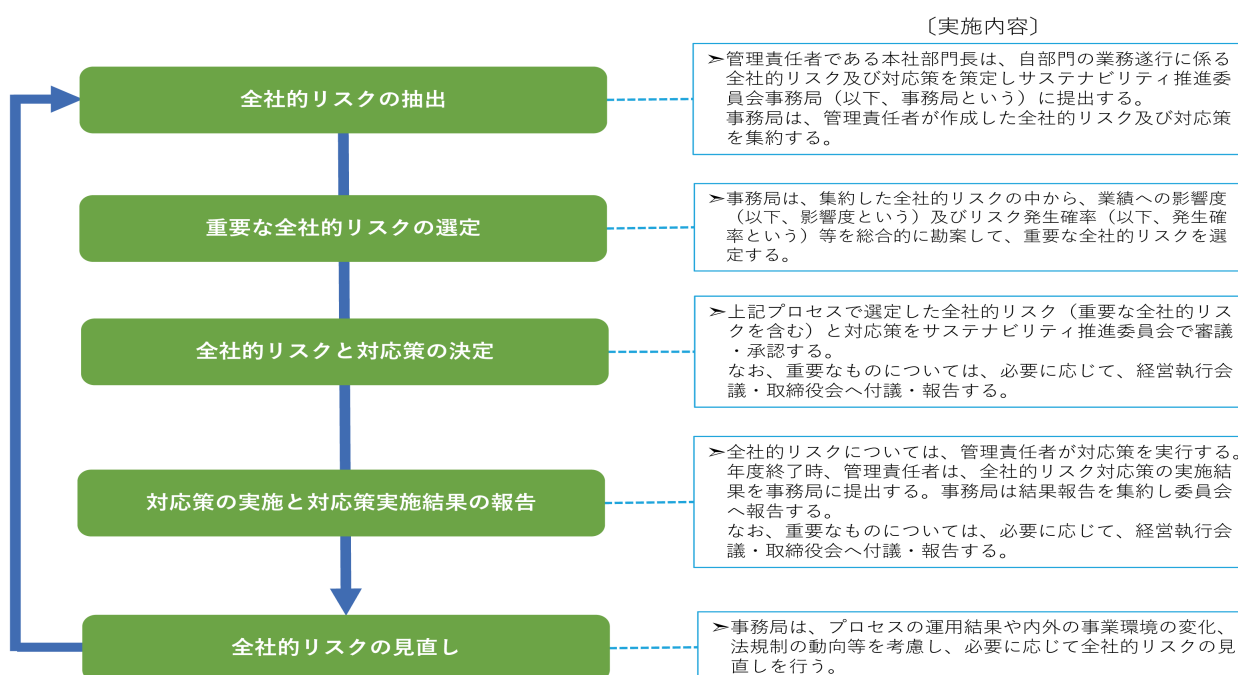 〔実施内容〕
全社的リスクの抽出
➣管理責任者である本社部門長は、自部門の業務遂行に係る
全社的リスク及び対応策を策定しサステナビリティ推進委
員会事務局（以下、事務局という）に提出する。
事務局は、管理責任者が作成した全社的リスク及び対応策
を集約する。
重要な全社的リスクの選定
➣事務局は、集約した全社的リスクの中から、業績への影響度
（以下、影響度という）及びリスク発生確率（以下、発生確
率という）等を総合的に勘案して、重要な全社的リスクを選
定する。
全社的リスクと対応策の決定
➣上記プロセスで選定した全社的リスク（重要な全社的リス
クを含む）と対応策をサステナビリティ推進委員会で審議
・承認する。
なお、重要なものについては、必要に応じて、経営執行会
議・取締役会へ付議・報告する。
対応策の実施と対応策実施結果の報告
➣全社的リスクについては、管理責任者が対応策を実行する。
年度終了時、管理責任者は、全社的リスク対応策の実施結
果を事務局に提出する。事務局は結果報告を集約し委員会
へ報告する。
なお、重要なものについては、必要に応じて、経営執行会
議・取締役会へ付議・報告する。
全社的リスクの見直し
➣事務局は、プロセスの運用結果や内外の事業環境の変化、
法規制の動向等を考慮し、必要に応じて全社的リスクの見
直しを行う。